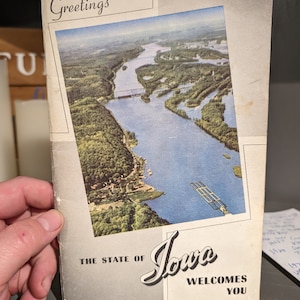 Greetings
THE STATE OF Iowa
WELCOMES
YOU